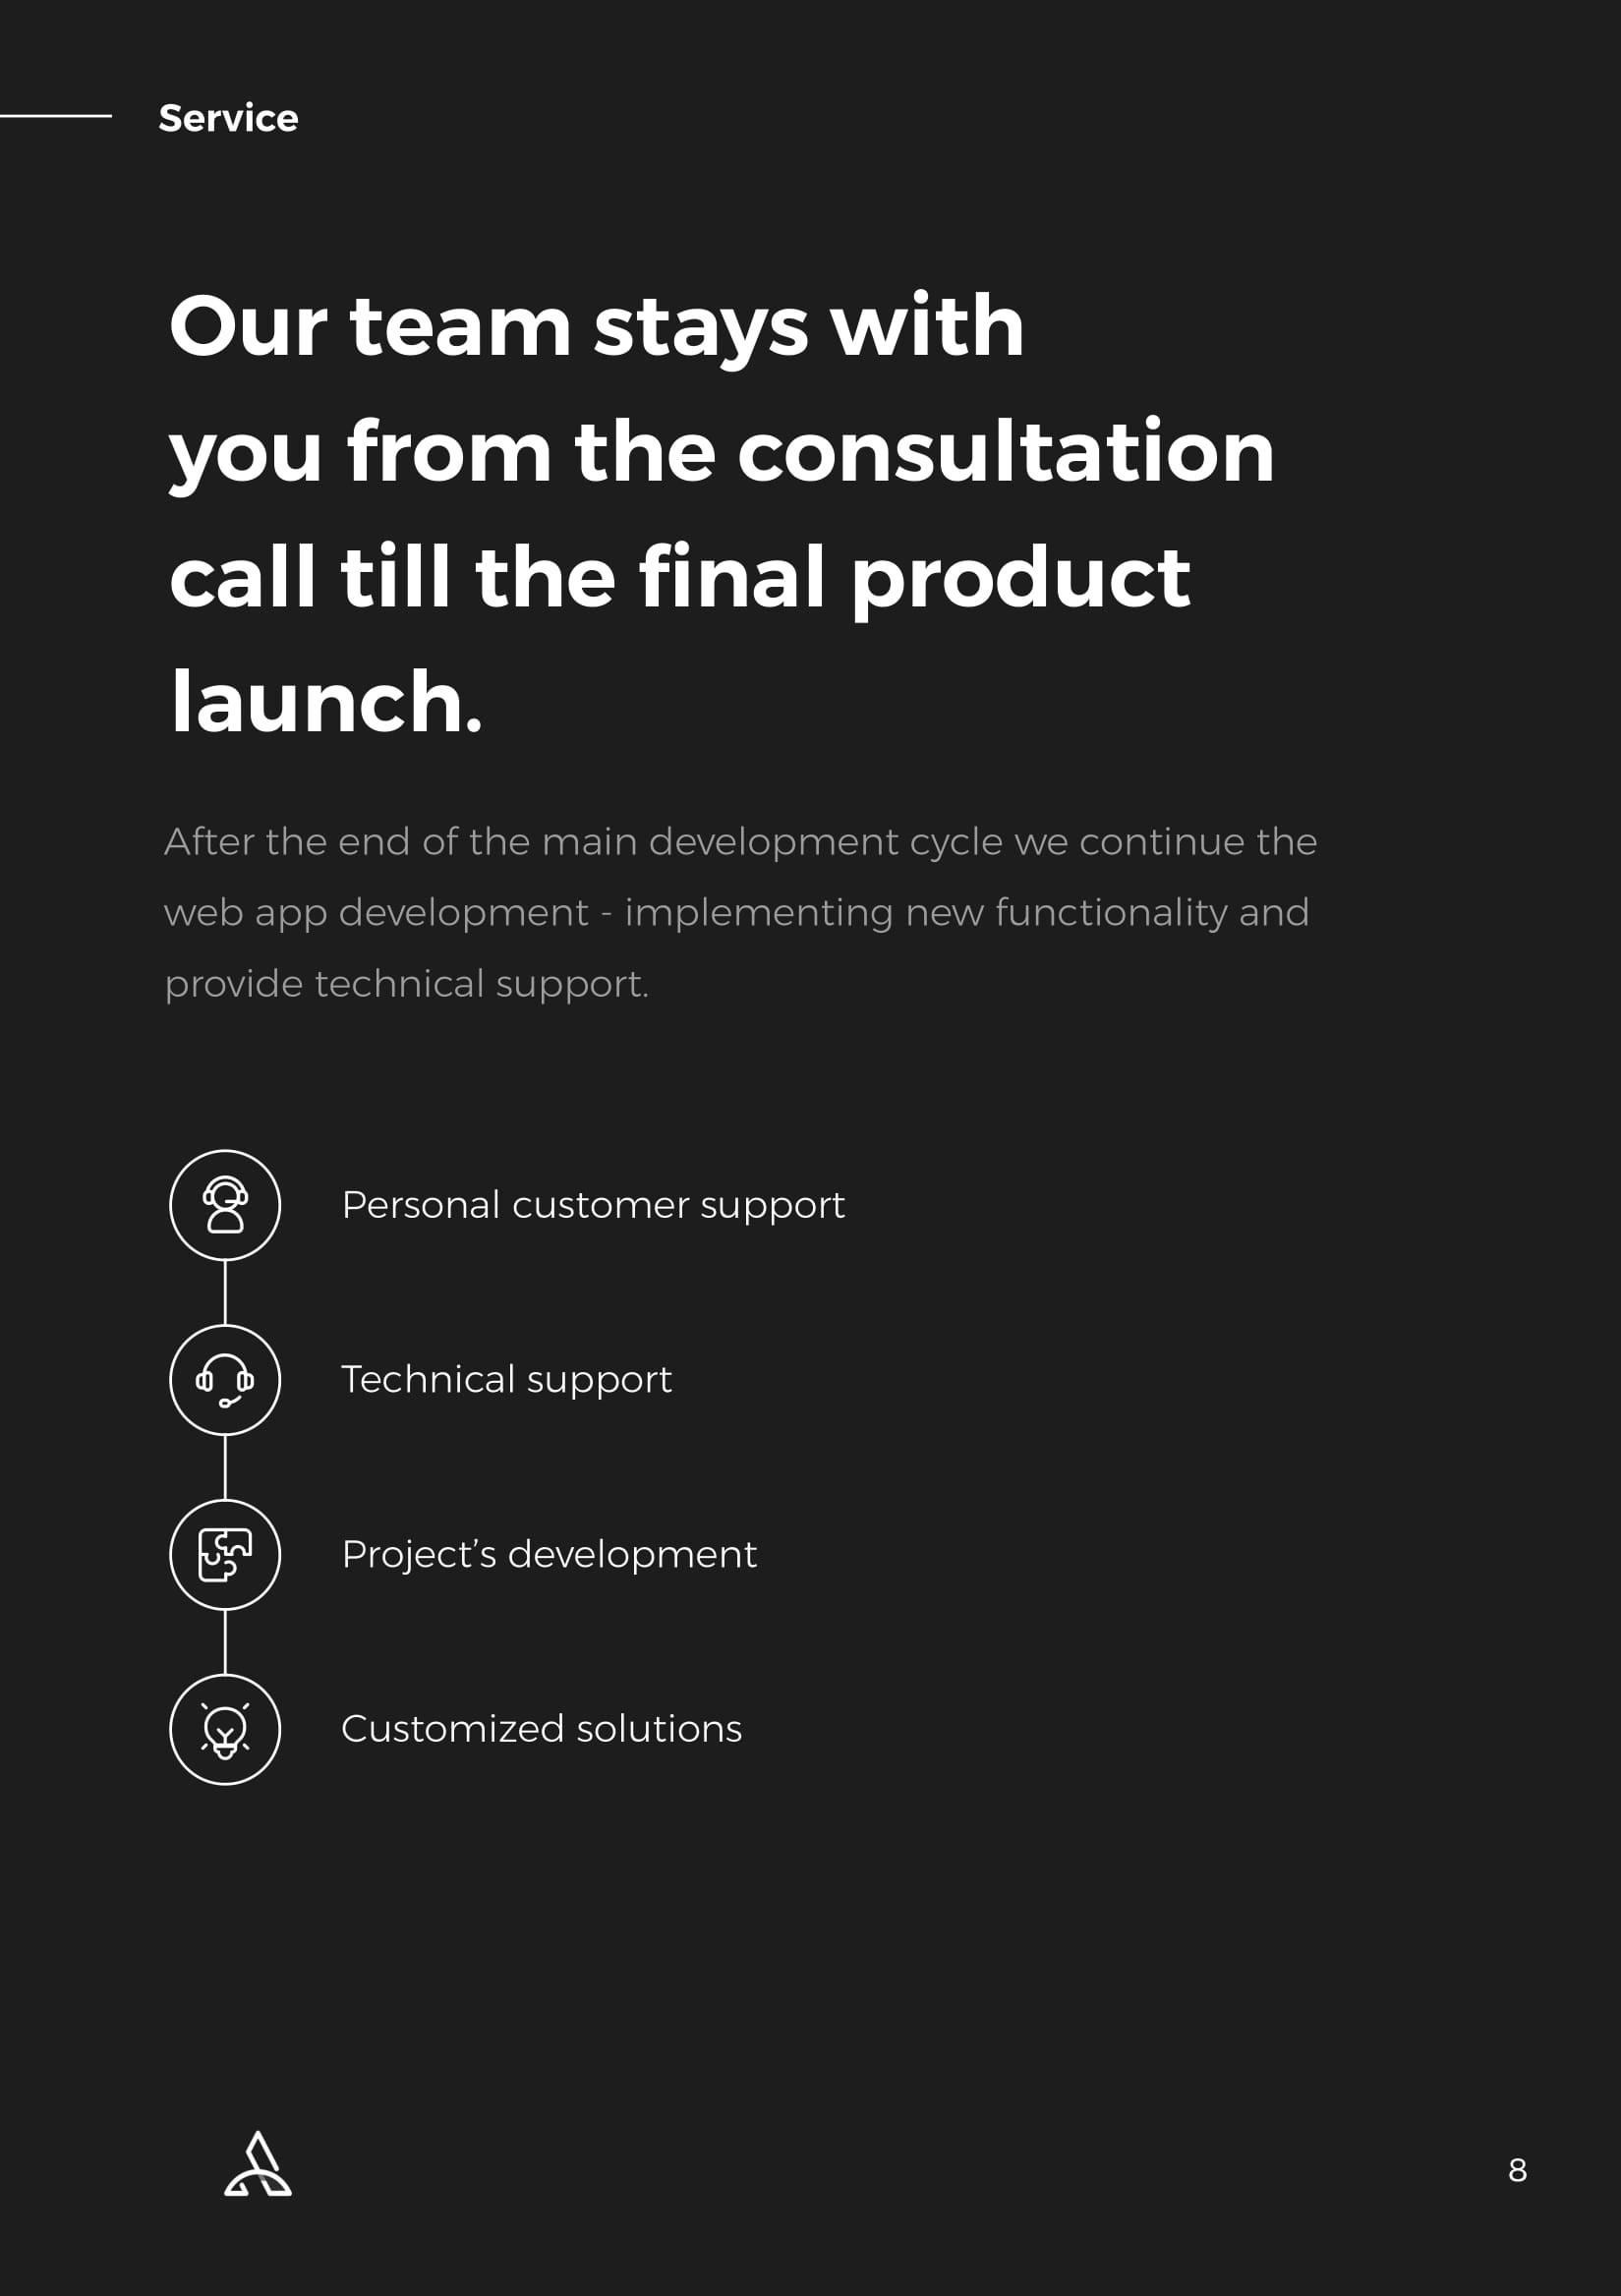 Service
Our team stays with
you from the consultation
call till the final product
launch.
After the end of the main development cycle we continue the
web app development - implementing new functionality and
provide technical support.
Personal customer support
Technical support
Project’s development
Customized solutions
8